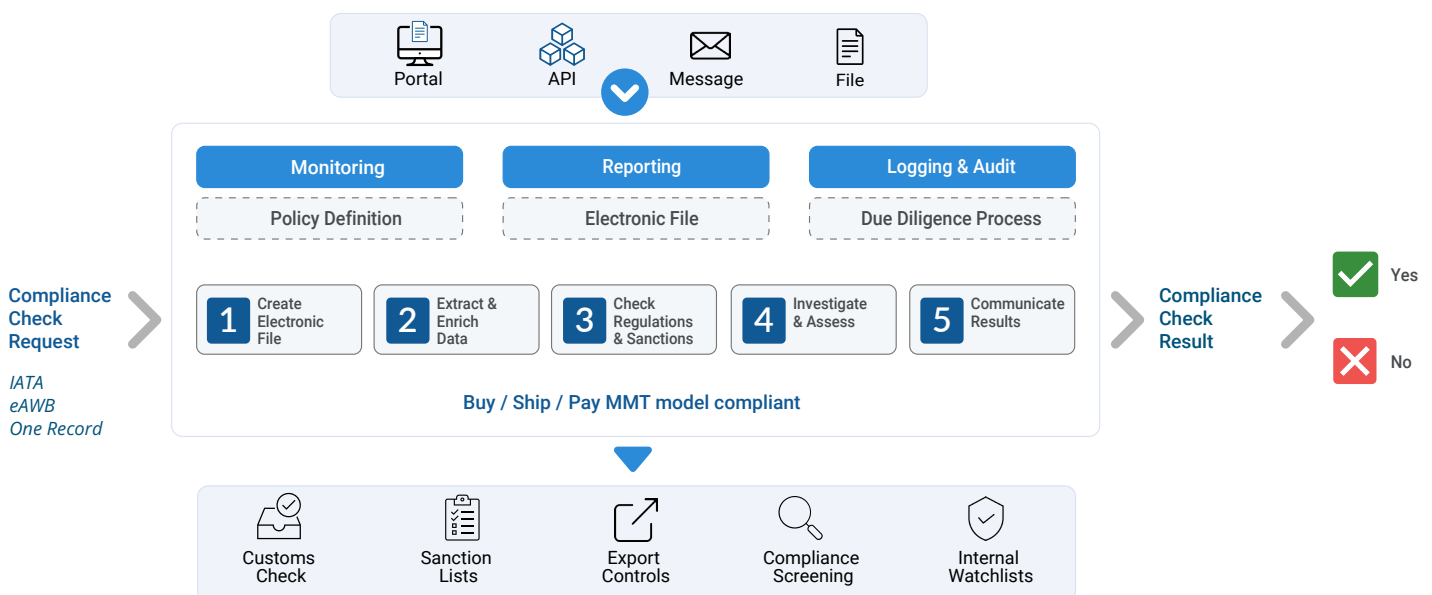 Portal
API
Message
File
Monitoring
Reporting
Logging & Audit
Policy Definition
Electronic File
Due Diligence Process
Compliance
Check
Request
IATA
eAWB
One Record
1
Create
Electronic
File
2
Extract &
Enrich
Data
3
Check
Regulations
& Sanctions
4
Investigate
& Assess
5
Communicate
Results
Buy / Ship / Pay MMT model compliant
Compliance
Check
Result
Yes
No
Customs
Check
Sanction
Lists
Export
Controls
Compliance
Screening
Internal
Watchlists